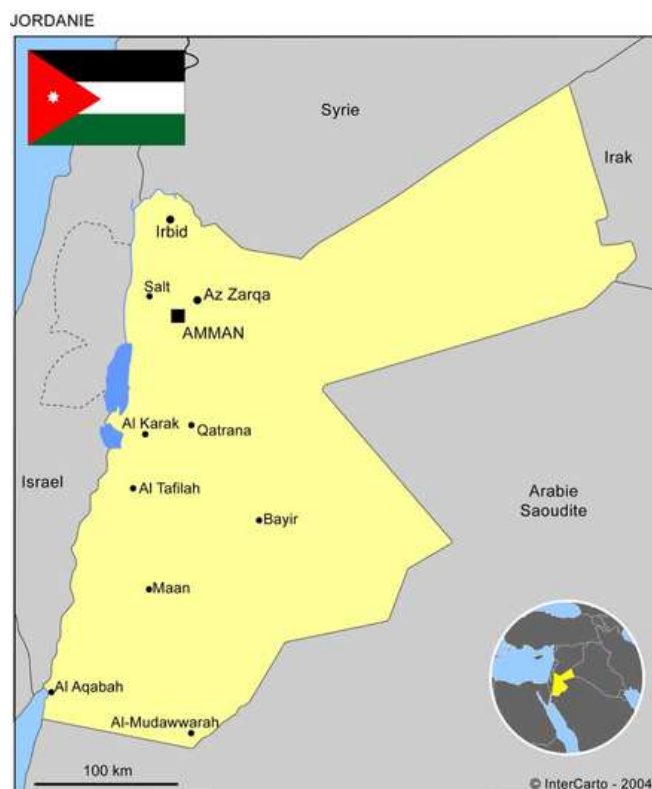 JORDANIE
Syrie
Irak
Irbid
Salt
Az Zarqa
AMMAN
Al Karak
Qatrana
Israel
Al Tafilah
Arabie
Saoudite
Bayir
Maan
Al Aqabah
Al-Mudawwarah
100 km
© InterCarto - 2004